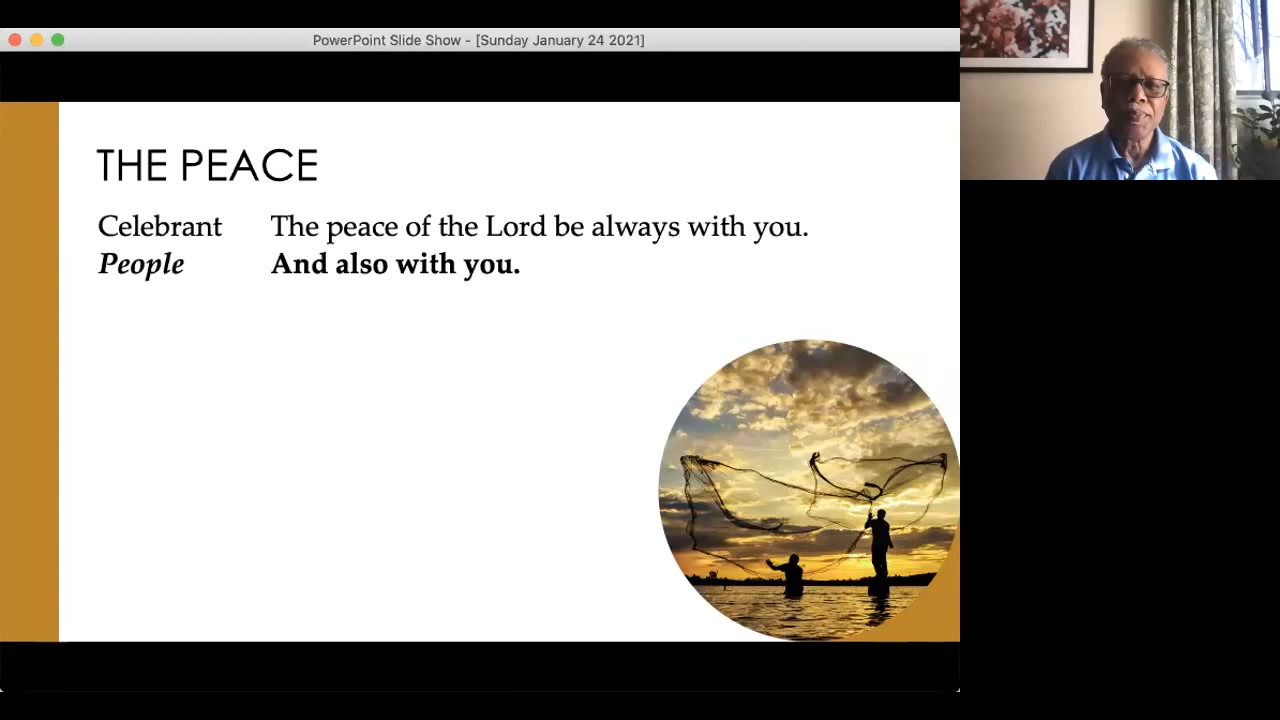 PowerPoint Slide Show - [Sunday January 24 2021]
THE PEACE
Celebrant The peace of the Lord be always with you.
People And also with you.